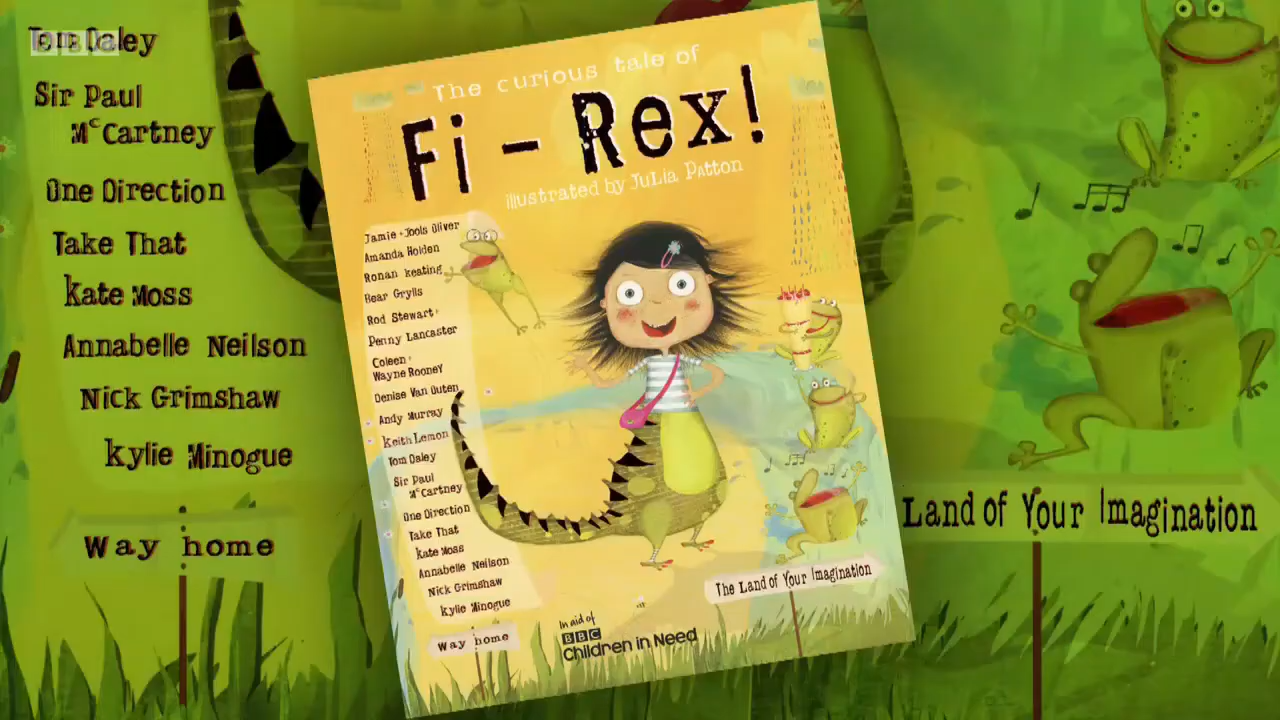 BBC
Tom Daley
Sir Paul
McCartney
One Direction
Take That
Kate Moss
Annabelle Neilson
Nick Grimshaw
Kylie Minogue
Way home
The curious tale of
Fi - Rex!
illustrated by Julia Patton
Jamie + Jools Oliver
Amanda Holden
Ronan Keating
Bear Grylls
Rod Stewart +
Penny Lancaster
Coleen +
Wayne Rooney
Denise Van Outen
Andy Murray
Keith Lemon
Tom Daley
Sir Paul
McCartney
One Direction
Take That
Kate Moss
Annabelle Neilson
Nick Grimshaw
Kylie Minogue
Way home
The Land of Your Imagination
In aid of
BBC
Children in Need
Land of Your Imagination